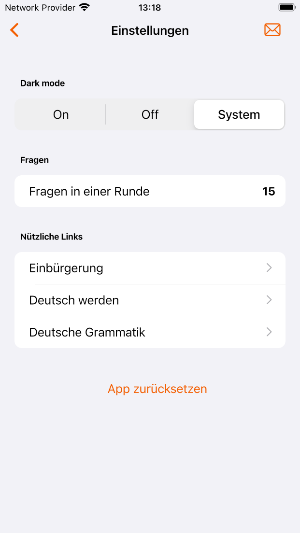 Network Provider 13:18
Einstellungen
Dark mode
On Off System
Fragen
Fragen in einer Runde 15
Nützliche Links
Einbürgerung
Deutsch werden
Deutsche Grammatik
App zurücksetzen